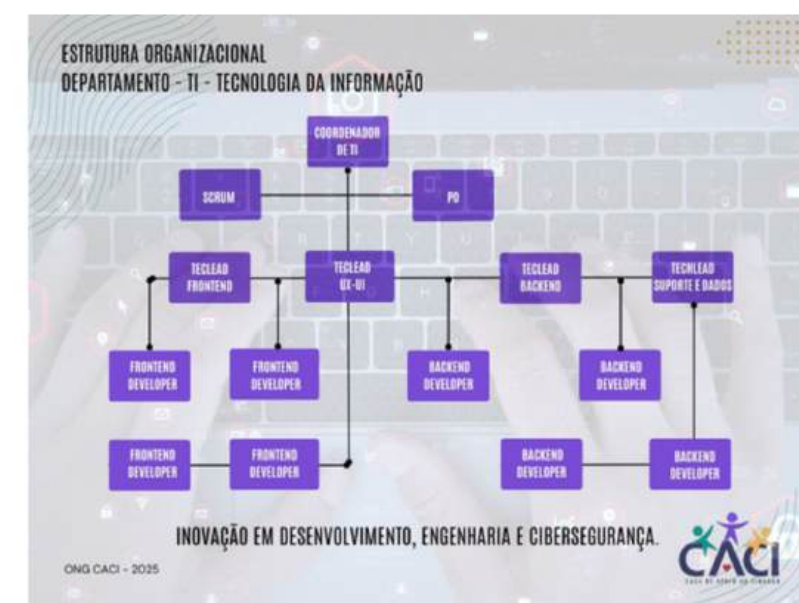 ESTRUTURA ORGANIZACIONAL
DEPARTAMENTO - TI - TECNOLOGIA DA INFORMAÇÃO
COORDENADOR
DE TI
SCRUM
PO
TECLEAD
FRONTEND
TECLEAD
UX-UI
TECLEAD
BACKEND
TECNLEAD
SUPORTE E DADOS
FRONTEND
DEVELOPER
FRONTEND
DEVELOPER
BACKEND
DEVELOPER
BACKEND
DEVELOPER
FRONTEND
DEVELOPER
FRONTEND
DEVELOPER
BACKEND
DEVELOPER
BACKEND
DEVELOPER
INOVAÇÃO EM DESENVOLVIMENTO, ENGENHARIA E CIBERSEGURANÇA.
ONG CACI - 2025
CACI